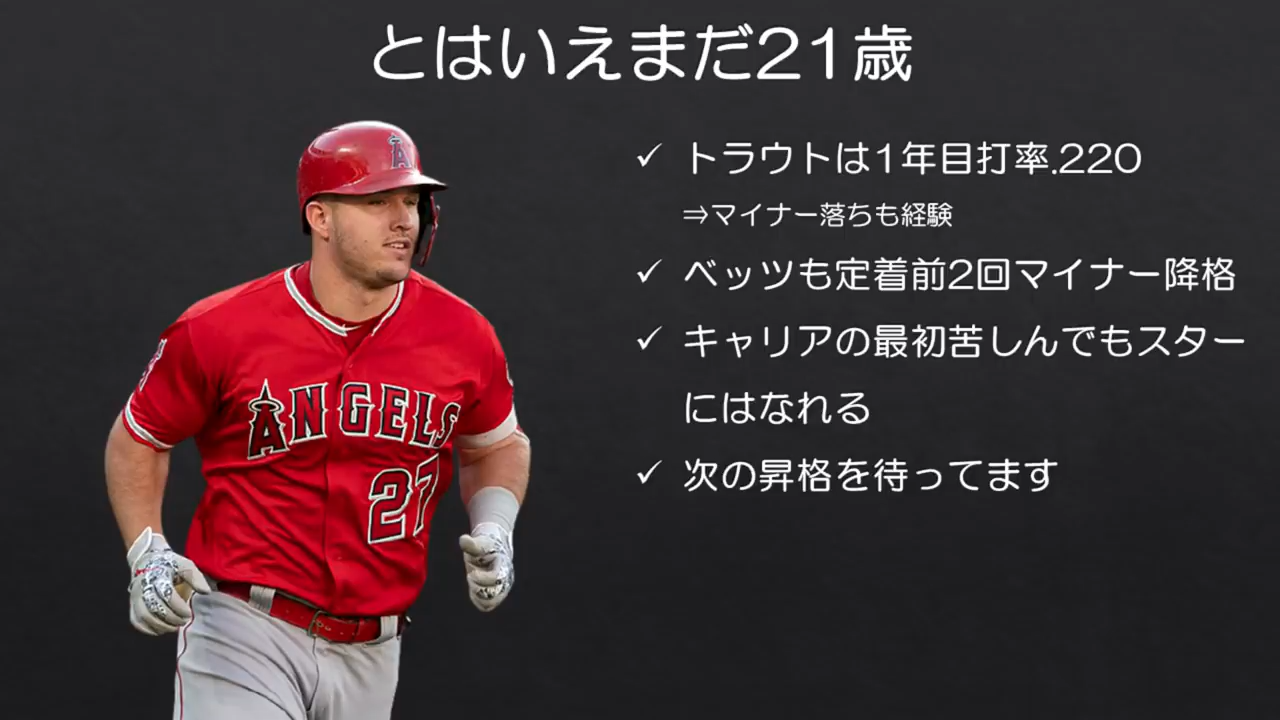 とはいえまだ21歳
✓ トラウトは1年目打率.220
⇒マイナー落ちも経験
✓ ベッツも定着前2回マイナー降格
✓ キャリアの最初苦しんでもスター
にはなれる
✓ 次の昇格を待ってます
A
ANGELS
27